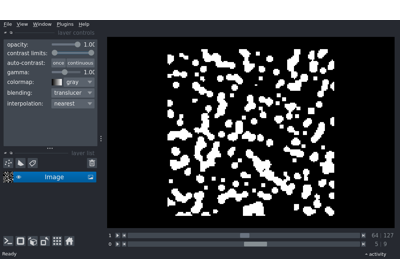 File View Window Plugins Help
layer controls
opacity: 1.00
contrast limits:
auto-contrast: once continuous
gamma: 1.00
colormap: gray
blending: translucer
interpolation: nearest
layer list
Image
1 64 127
0 5 9
Ready activity